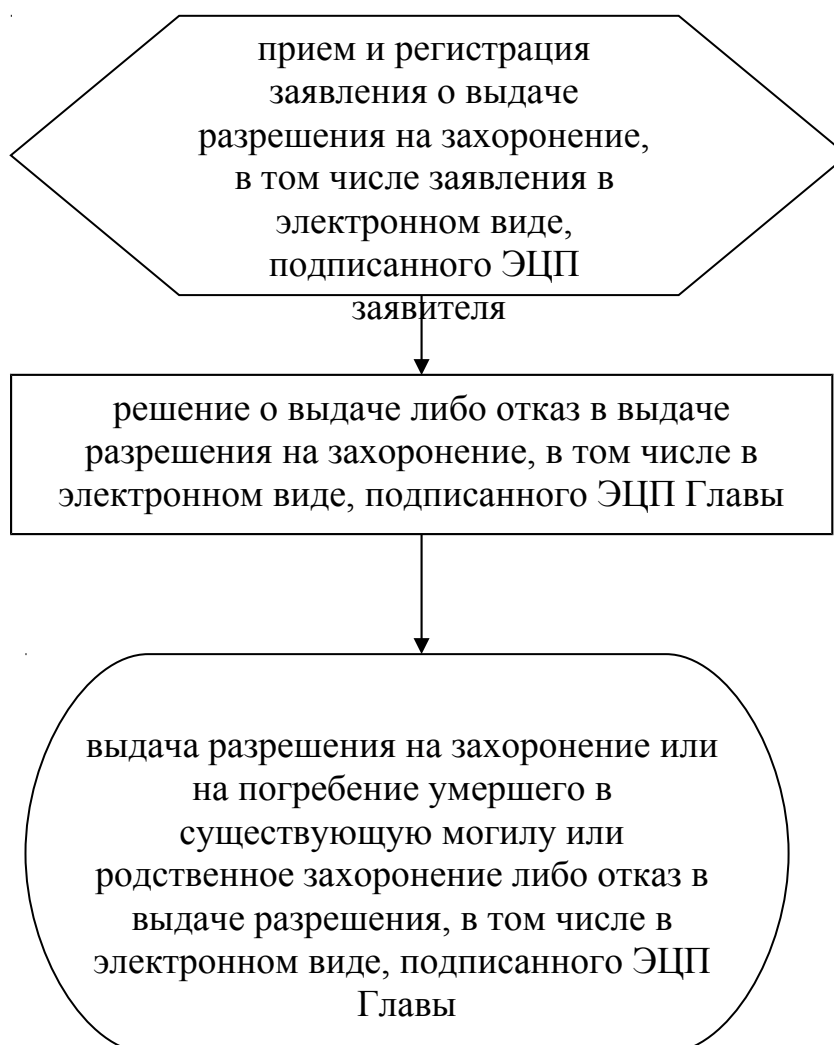 прием и регистрация
заявления о выдаче
разрешения на захоронение,
в том числе заявления в
электронном виде,
подписанного ЭЦП
заявителя
решение о выдаче либо отказ в выдаче
разрешения на захоронение, в том числе в
электронном виде, подписанного ЭЦП Главы
выдача разрешения на захоронение или
на погребение умершего в
существующую могилу или
родственное захоронение либо отказ в
выдаче разрешения, в том числе в
электронном виде, подписанного ЭЦП
Главы